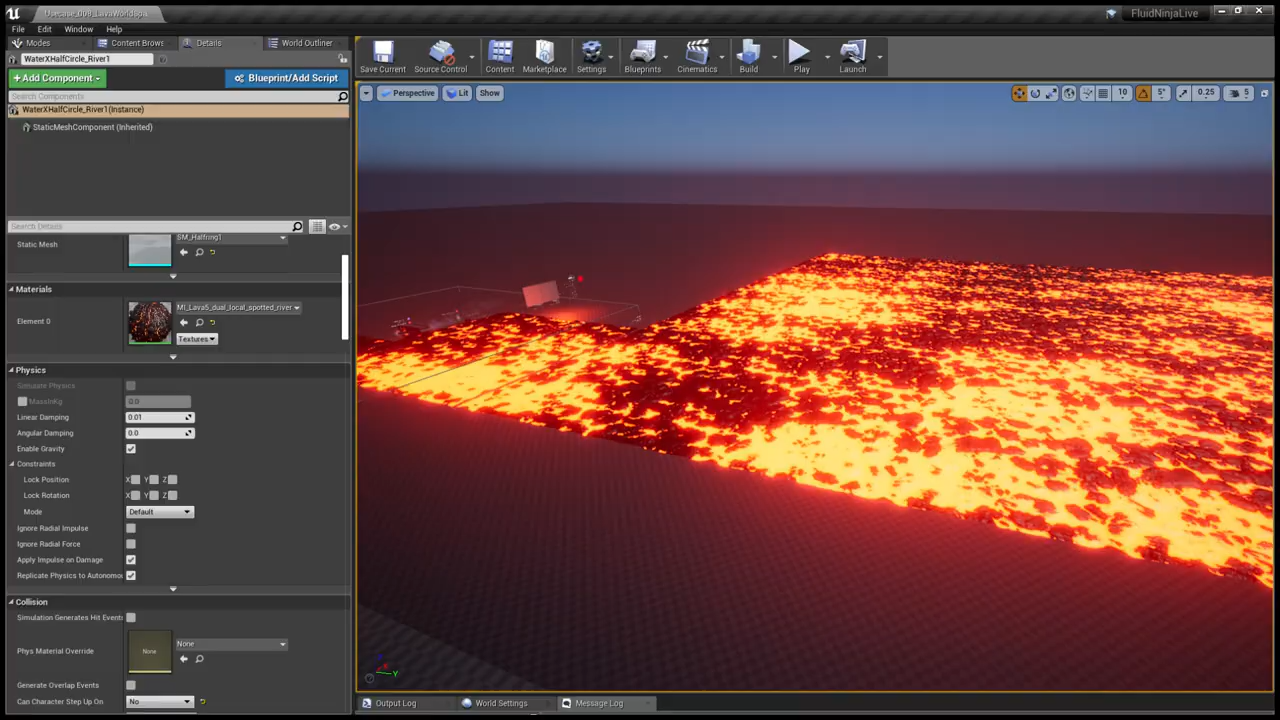 Usecase_008_LavaWorldspa
FluidNinjaLive
File Edit Window Help
Modes Content Brows Details World Outliner
WaterXHalfCircle_River1
+Add Component Blueprint/Add Script
Search Components
WaterXHalfCircle_River1(Instance)
StaticMeshComponent (Inherited)
Save Current Source Control Content Marketplace Settings Blueprints Cinematics Build Play Launch
Perspective Lit Show 10 5° 0.25 5
Search Details
Static Mesh SM_Halfring1
Materials
Element 0 MI_Lava5_dual_local_spotted_river
Textures
Physics
Simulate Physics
MassInKg 0.0
Linear Damping 0.01
Angular Damping 0.0
Enable Gravity
Constraints
Lock Position X Y Z
Lock Rotation X Y Z
Mode Default
Ignore Radial Impulse
Ignore Radial Force
Apply Impulse on Damage
Replicate Physics to Autonomo
Collision
Simulation Generates Hit Events
Phys Material Override None None
Generate Overlap Events
Can Character Step Up On No
Y
Output Log World Settings Message Log